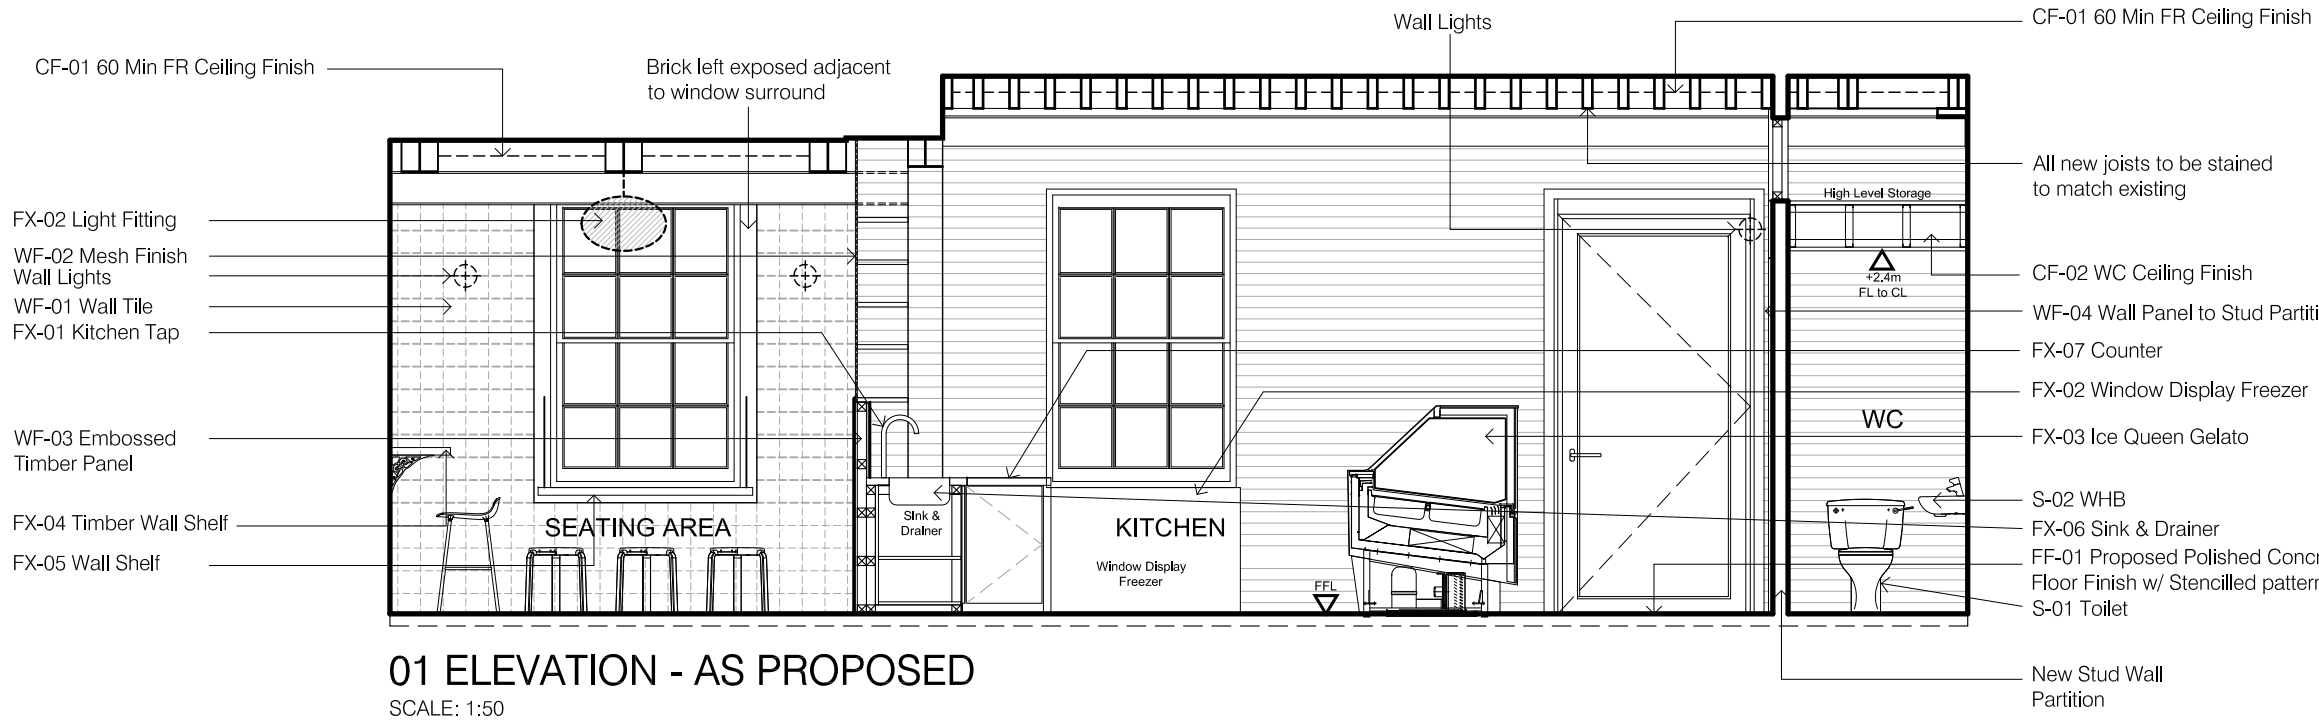 Wall Lights
CF-01 60 Min FR Ceiling Finish
CF-01 60 Min FR Ceiling Finish
Brick left exposed adjacent
to window surround
All new joists to be stained
to match existing
High Level Storage
FX-02 Light Fitting
WF-02 Mesh Finish
Wall Lights
WF-01 Wall Tile
FX-01 Kitchen Tap
+2.4m
FL to CL
CF-02 WC Ceiling Finish
WF-04 Wall Panel to Stud Partiti
FX-07 Counter
FX-02 Window Display Freezer
WC
FX-03 Ice Queen Gelato
WF-03 Embossed
Timber Panel
S-02 WHB
FX-06 Sink & Drainer
FF-01 Proposed Polished Concr
Floor Finish w/ Stencilled pattern
S-01 Toilet
FX-04 Timber Wall Shelf
FX-05 Wall Shelf
SEATING AREA
Sink &
Drainer
KITCHEN
Window Display
Freezer
FFL
01 ELEVATION - AS PROPOSED
SCALE: 1:50
New Stud Wall
Partition